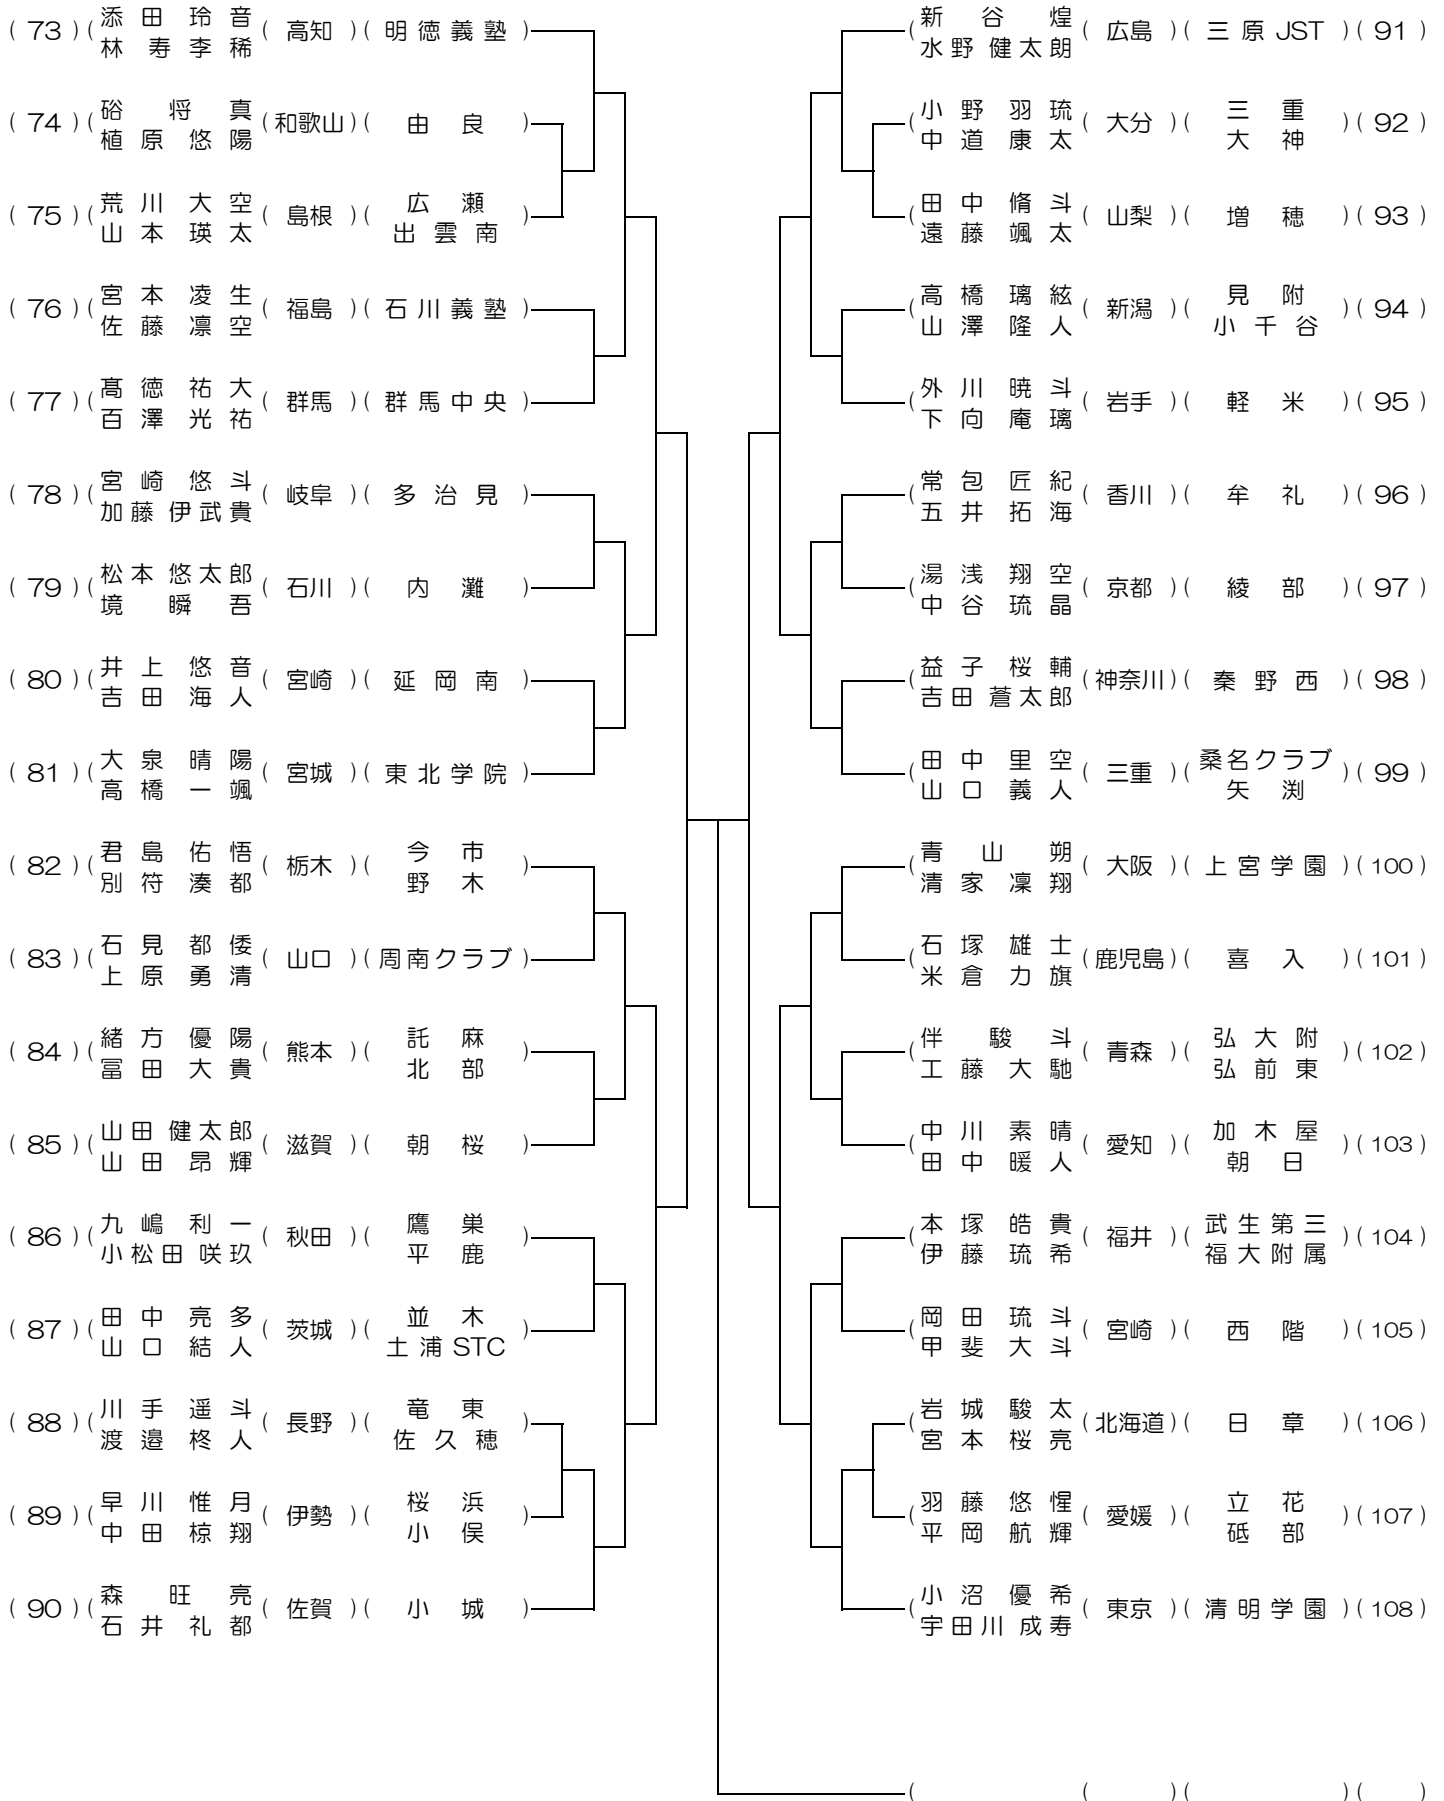 (73)(添田玲音 林寿李稀(高知)(明徳義塾)
(74)(硲将真 植原悠陽(和歌山)(由良)
(75)(荒川大空 山本瑛太(島根)(広瀬 出雲南)
(76)(宮本凌生 佐藤凛空(福島)(石川義塾)
(77)(髙徳祐大 百澤光祐(群馬)(群馬中央)
(78)(宮崎悠斗 加藤伊武貴(岐阜)(多治見)
(79)(松本悠太郎 境瞬吾(石川)(内灘)
(80)(井上悠音 吉田海人(宮崎)(延岡南)
(81)(大泉晴陽 高橋一颯(宮城)(東北学院)
(82)(君島佑悟 別符湊都(栃木)(今市 野木)
(83)(石見都倭 上原勇清(山口)(周南クラブ)
(84)(緒方優陽 冨田大貴(熊本)(託麻 北部)
(85)(山田健太郎 山田昂輝(滋賀)(朝桜)
(86)(九嶋利一 小松田咲玖(秋田)(鷹巣 平鹿)
(87)(田中亮多 山口結人(茨城)(並木 土浦STC)
(88)(川手遥斗 渡邉柊人(長野)(竜東 佐久穂)
(89)(早川惟月 中田椋翔(伊勢)(桜浜 小俣)
(90)(森旺亮 石井礼都(佐賀)(小城)
(新谷煌 水野健太朗(広島)(三原JST)(91)
(小野羽琉 中道康太(大分)(三重 大神)(92)
(田中脩斗 遠藤颯太(山梨)(増穂)(93)
(高橋璃絃 山澤隆人(新潟)(見附 小千谷)(94)
(外川暁斗 下向庵璃(岩手)(軽米)(95)
(常包匠紀 五井拓海(香川)(牟礼)(96)
(湯浅翔空 中谷琉晶(京都)(綾部)(97)
(益子桜輔 吉田蒼太郎(神奈川)(秦野西)(98)
(田中里空 山口義人(三重)(桑名クラブ 矢渕)(99)
(青山朔 清家凜翔(大阪)(上宮学園)(100)
(石塚雄士 米倉力旗(鹿児島)(喜入)(101)
(伴駿斗 工藤大馳(青森)(弘大附 弘前東)(102)
(中川素晴 田中暖人(愛知)(加木屋 朝日)(103)
(本塚皓貴 伊藤琉希(福井)(武生第三 福大附属)(104)
(岡田琉斗 甲斐大斗(宮崎)(西階)(105)
(岩城駿太 宮本桜亮(北海道)(日章)(106)
(羽藤悠惺 平岡航輝(愛媛)(立花 砥部)(107)
(小沼優希 宇田川成寿(東京)(清明学園)(108)
( ( )( )( )